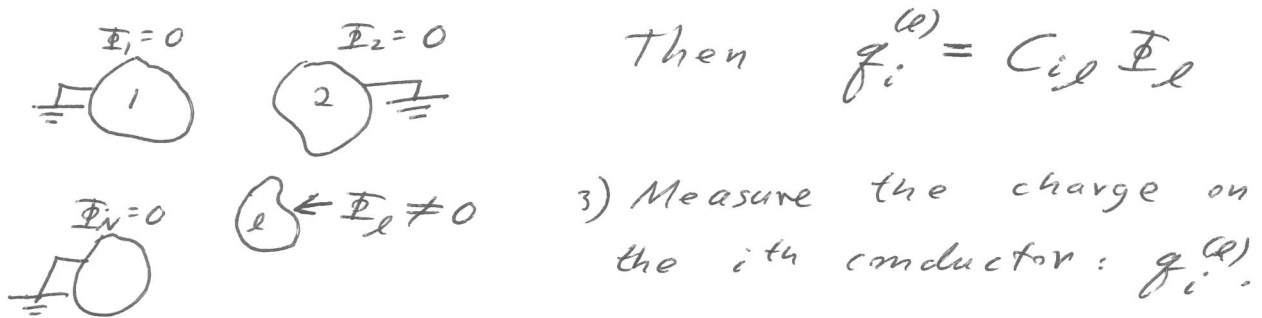 Φ₁ = 0
Φ₂ = 0
1
2
Φ_N = 0
l
Φ_l ≠ 0
Then q_i^(l) = C_il Φ_l
3) Measure the charge on
the ith conductor: q_i^(l).